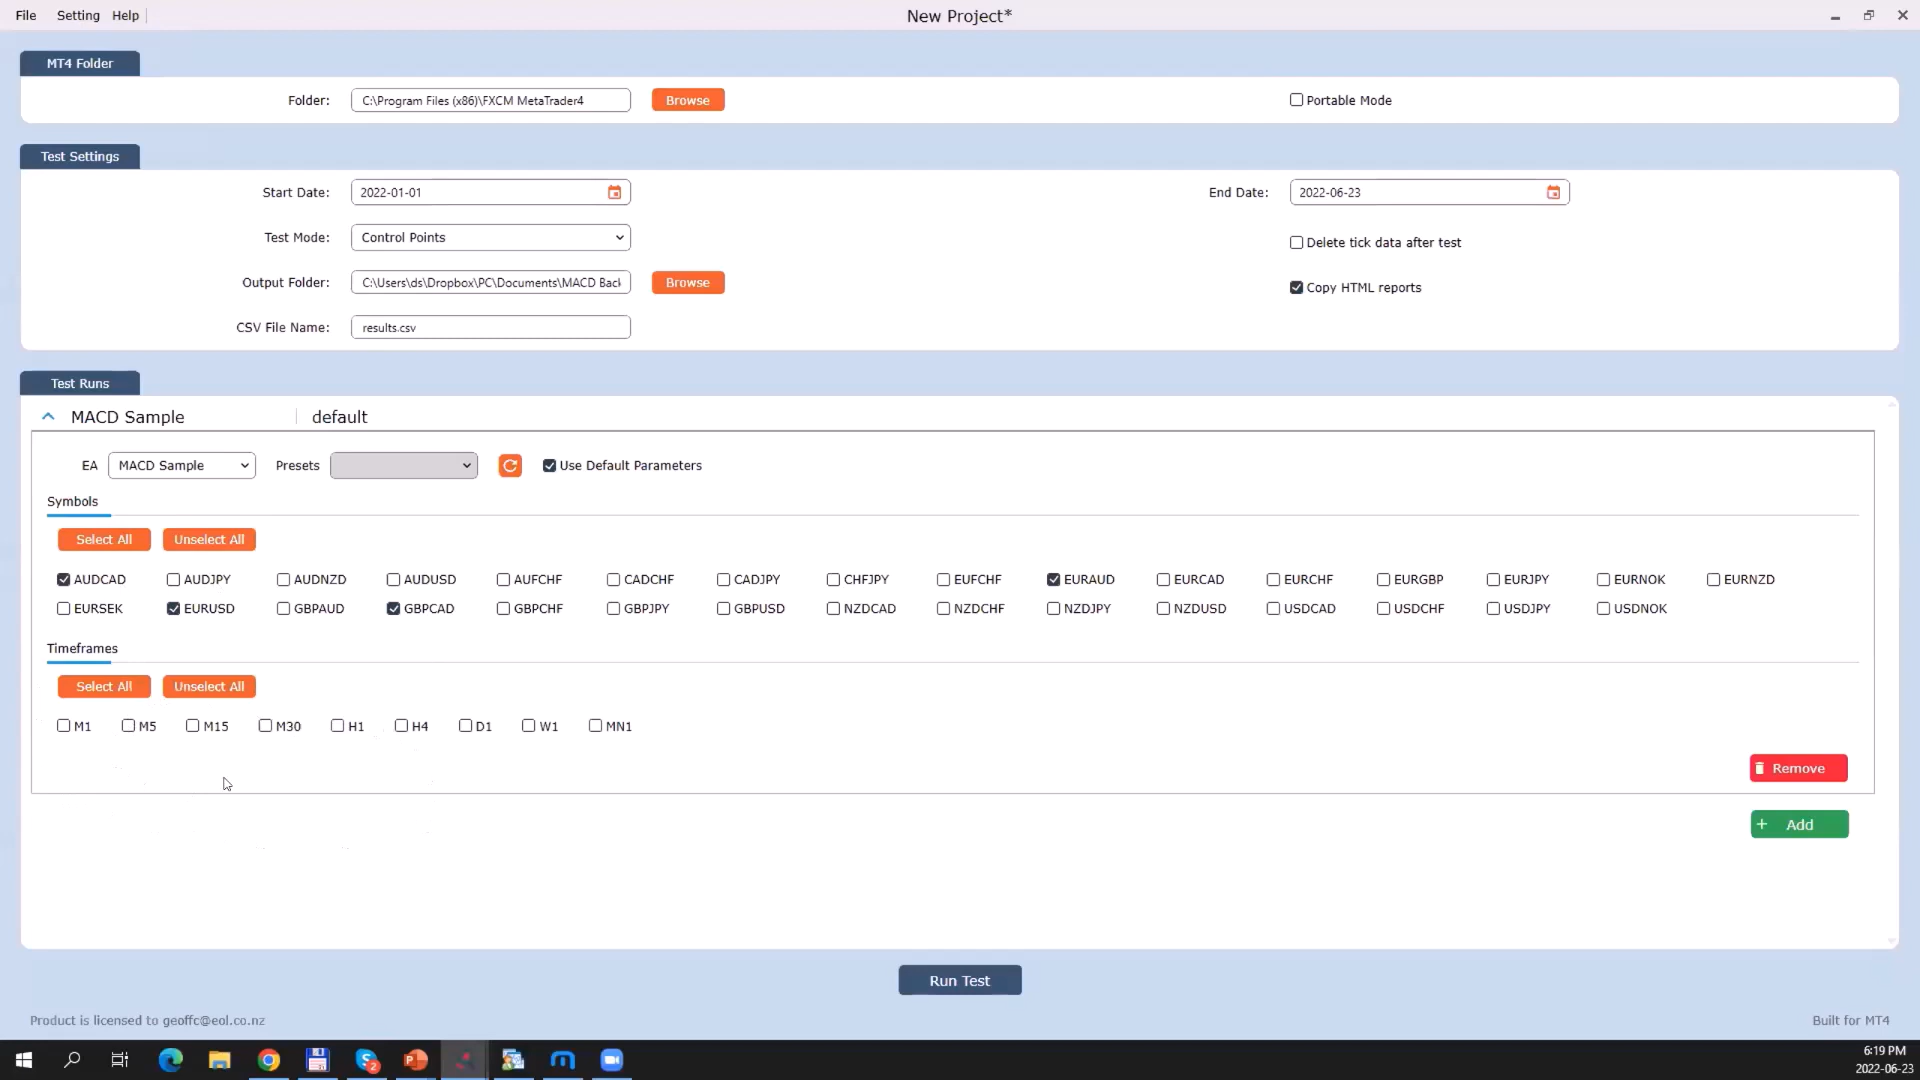 File Setting Help
New Project*
MT4 Folder
Folder: C:\Program Files (x86)\FXCM MetaTrader4 Browse Portable Mode
Test Settings
Start Date: 2022-01-01 End Date: 2022-06-23
Test Mode: Control Points Delete tick data after test
Output Folder: C:\Users\ds\Dropbox\PC\Documents\MACD Back Browse Copy HTML reports
CSV File Name: results.csv
Test Runs
MACD Sample default
EA MACD Sample Presets Use Default Parameters
Symbols
Select All Unselect All
AUDCAD AUDJPY AUDNZD AUDUSD AUFCHF CADCHF CADJPY CHFJPY EUFCHF EURAUD EURCAD EURCHF EURGBP EURJPY EURNOK EURNZD
EURSEK EURUSD GBPAUD GBPCAD GBPCHF GBPJPY GBPUSD NZDCAD NZDCHF NZDJPY NZDUSD USDCAD USDCHF USDJPY USDNOK
Timeframes
Select All Unselect All
M1 M5 M15 M30 H1 H4 D1 W1 MN1
Remove
+ Add
Run Test
Product is licensed to geoffc@eol.co.nz Built for MT4
6:19 PM
2022-06-23